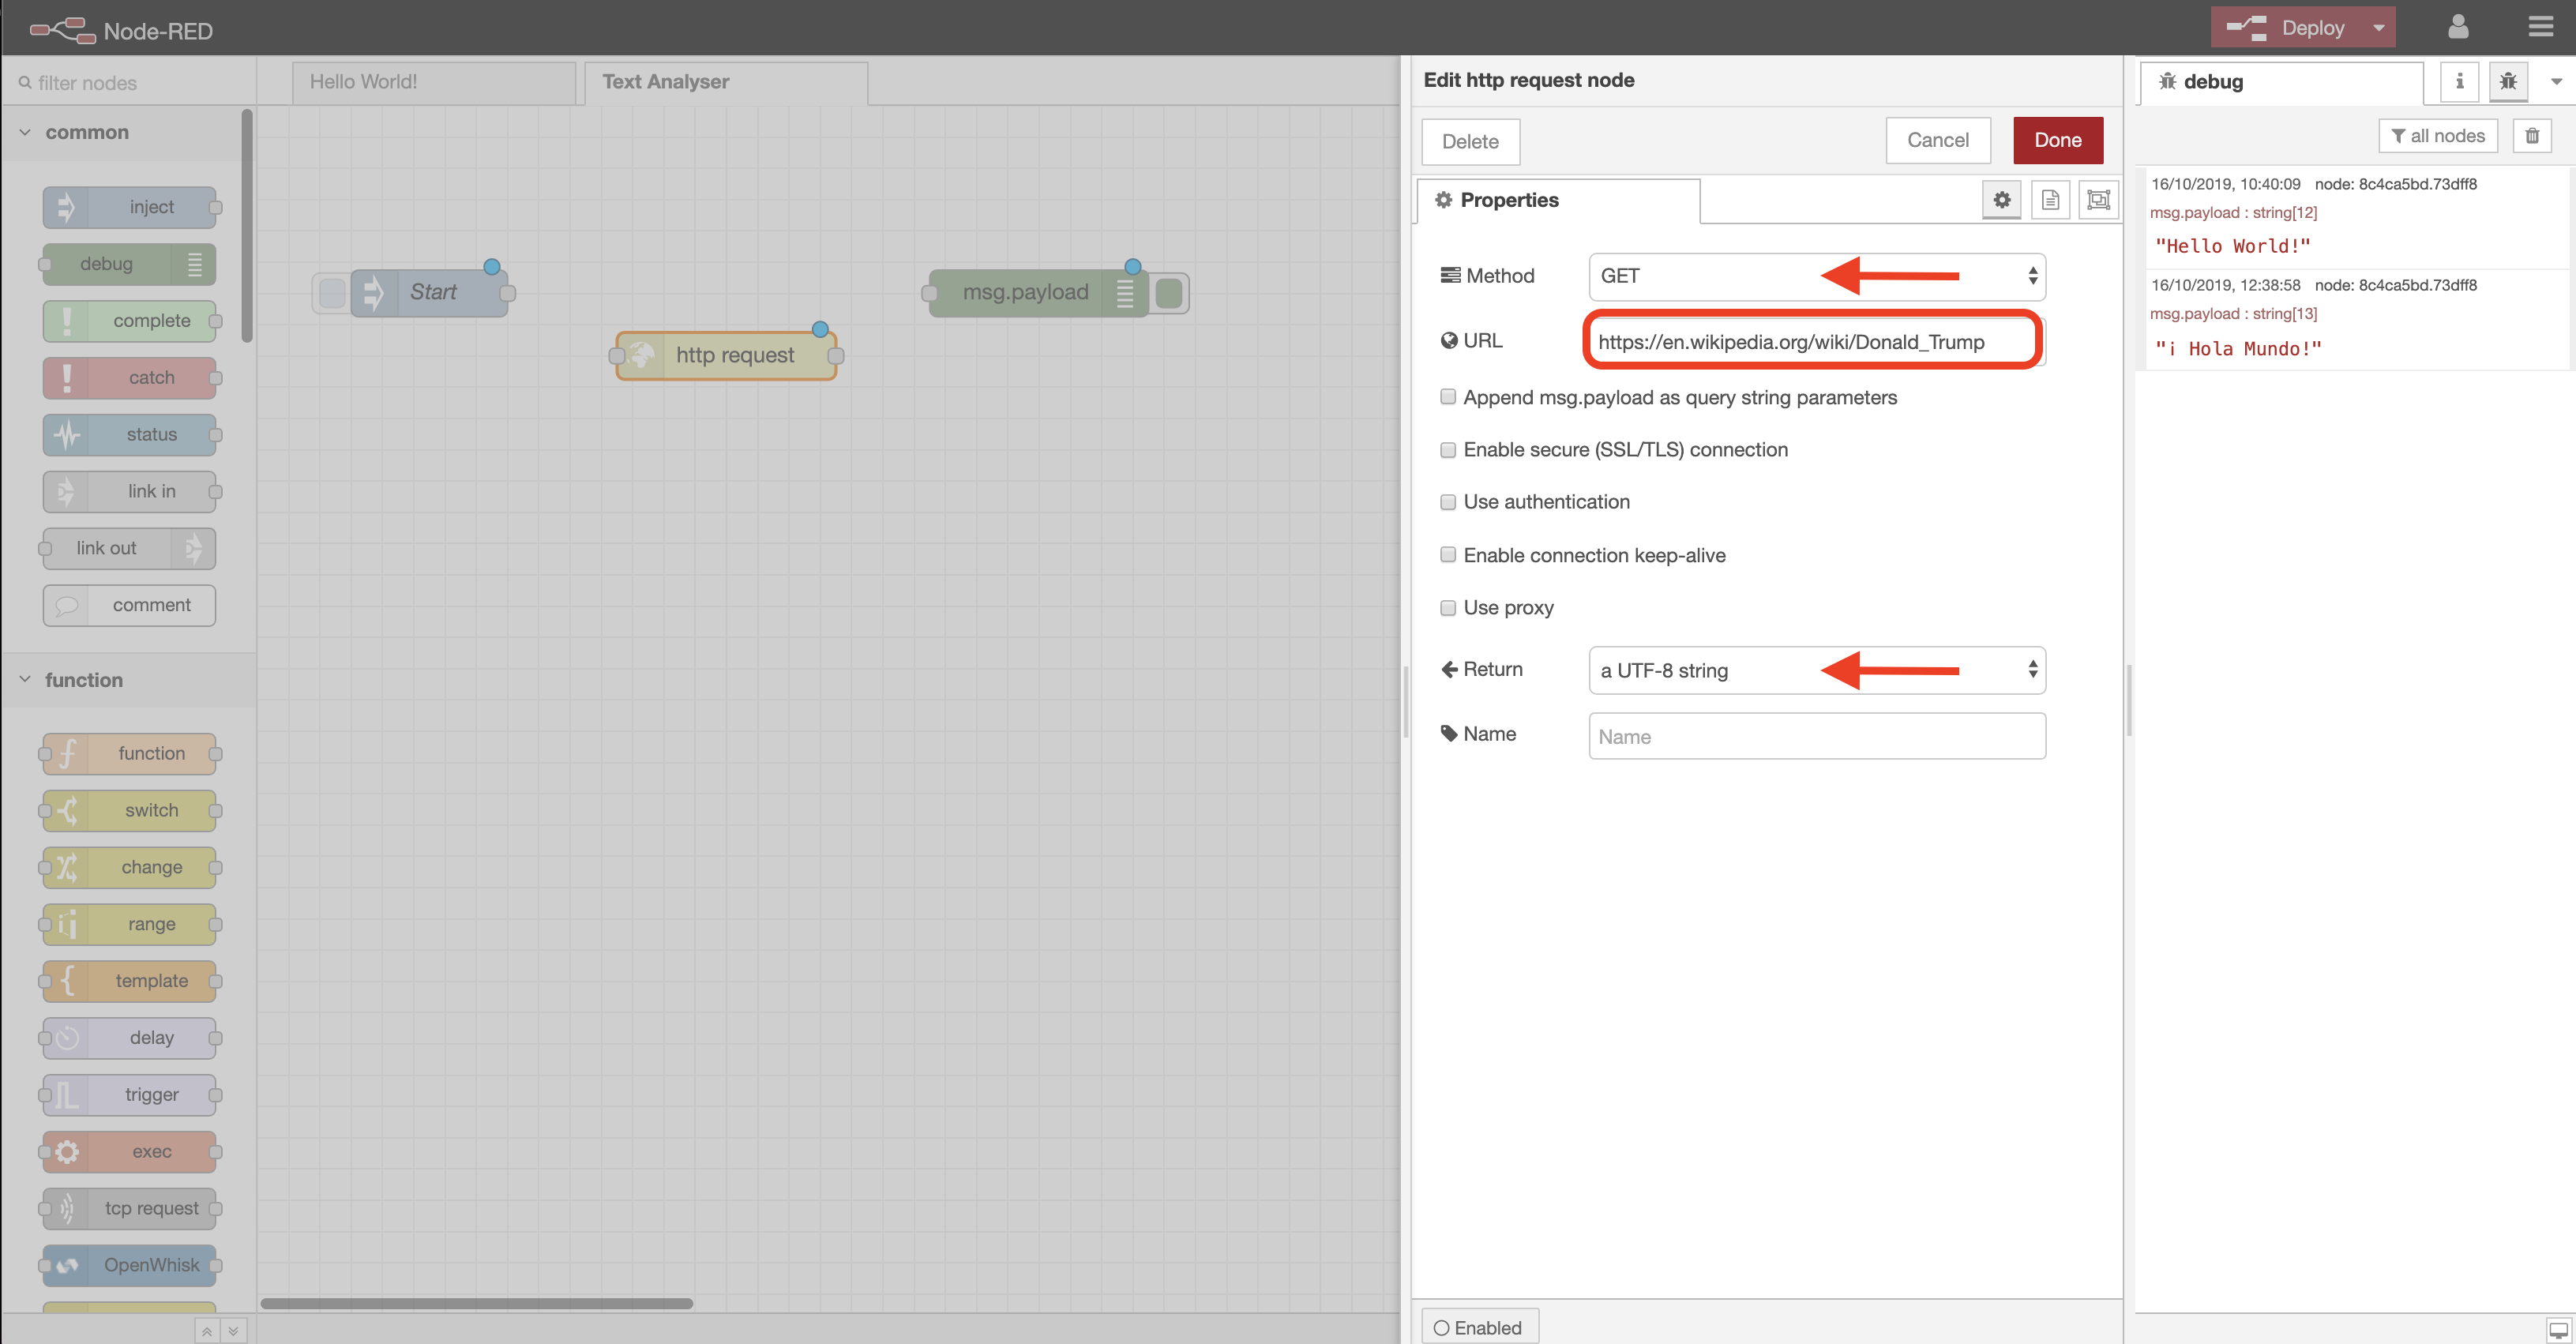 Node-RED
Deploy
filter nodes
common
inject
debug
complete
catch
status
link in
link out
comment
function
function
switch
change
range
template
delay
trigger
exec
tcp request
OpenWhisk
Hello World!
Text Analyser
Start
http request
msg.payload
Edit http request node
Delete
Cancel
Done
Properties
Method
GET
URL
https://en.wikipedia.org/wiki/Donald_Trump
Append msg.payload as query string parameters
Enable secure (SSL/TLS) connection
Use authentication
Enable connection keep-alive
Use proxy
Return
a UTF-8 string
Name
Name
Enabled
debug
i
all nodes
16/10/2019, 10:40:09 node: 8c4ca5bd.73dff8
msg.payload : string[12]
"Hello World!"
16/10/2019, 12:38:58 node: 8c4ca5bd.73dff8
msg.payload : string[13]
"¡ Hola Mundo!"